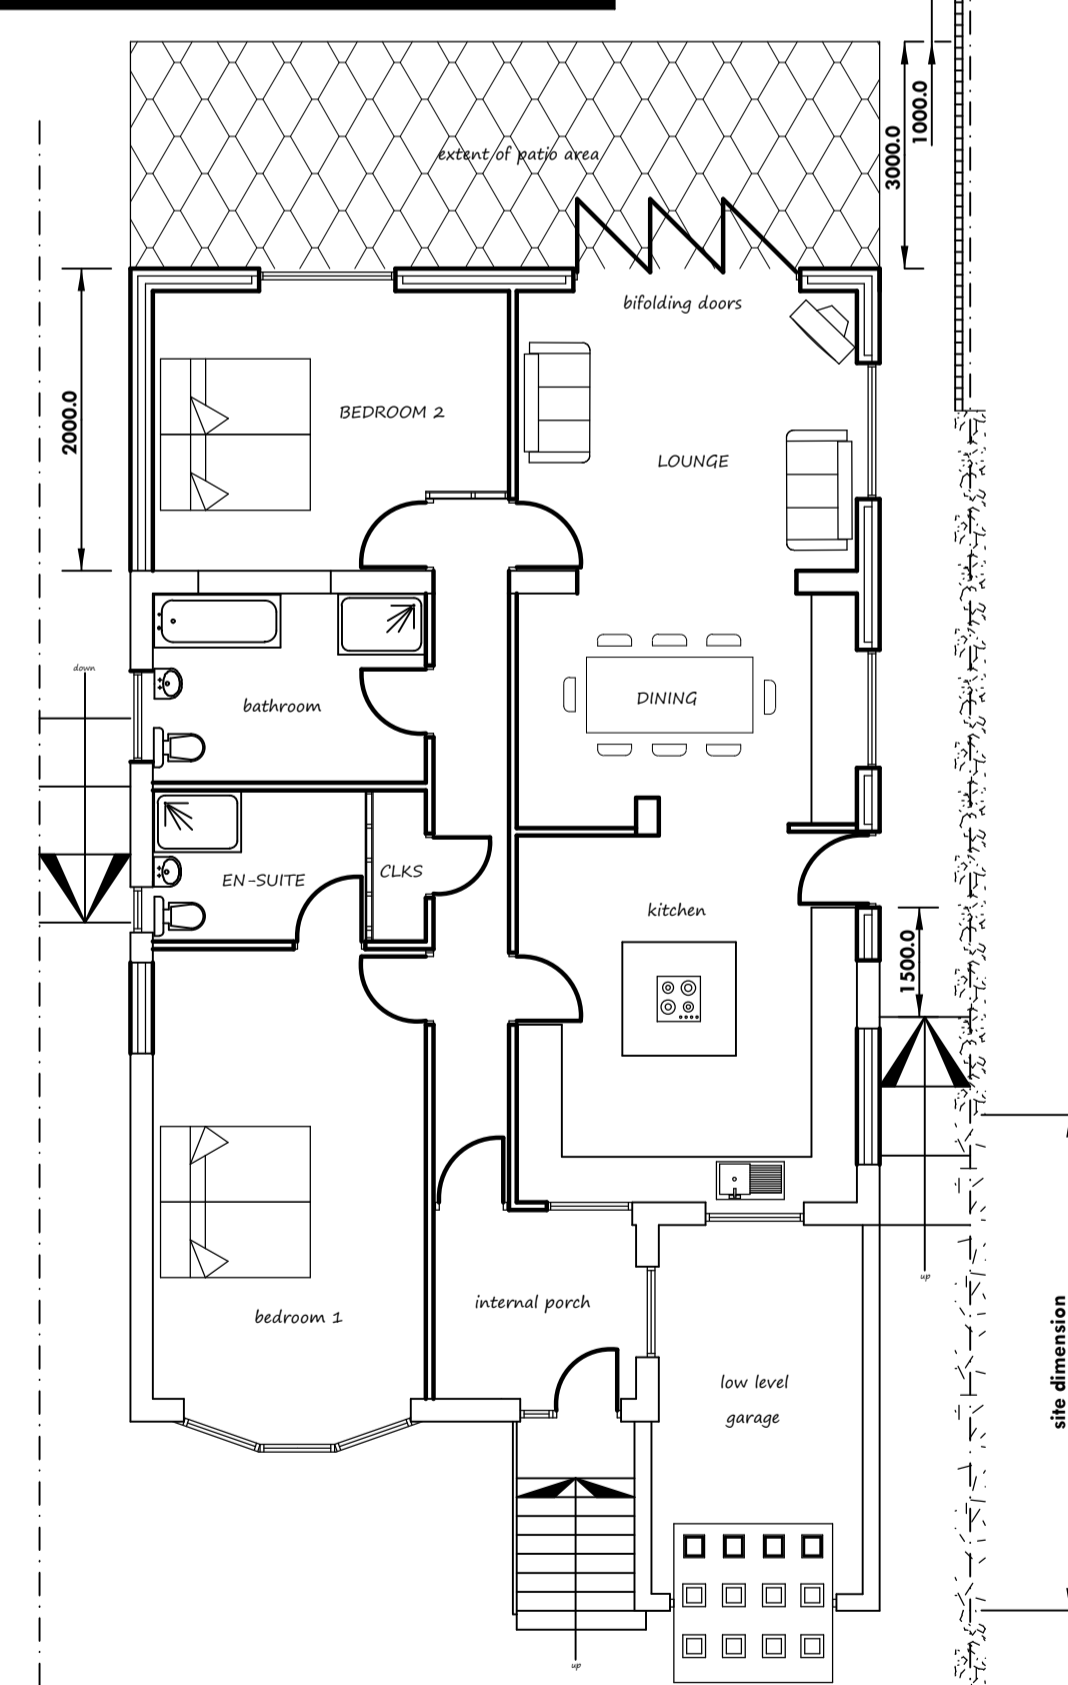 extent of patio area
3000.0
1000.0
bifolding doors
2000.0
BEDROOM 2
LOUNGE
down
bathroom
DINING
EN-SUITE
CLKS
kitchen
1500.0
up
internal porch
bedroom 1
low level
garage
site dimension
up